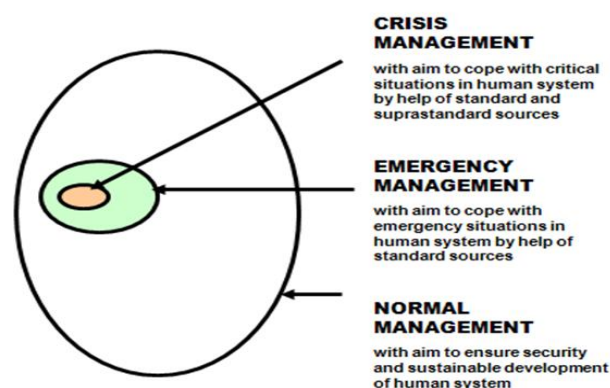 CRISIS
MANAGEMENT
with aim to cope with critical
situations in human system
by help of standard and
suprastandard sources
EMERGENCY
MANAGEMENT
with aim to cope with
emergency situations in
human system by help of
standard sources
NORMAL
MANAGEMENT
with aim to ensure security
and sustainable development
of human system